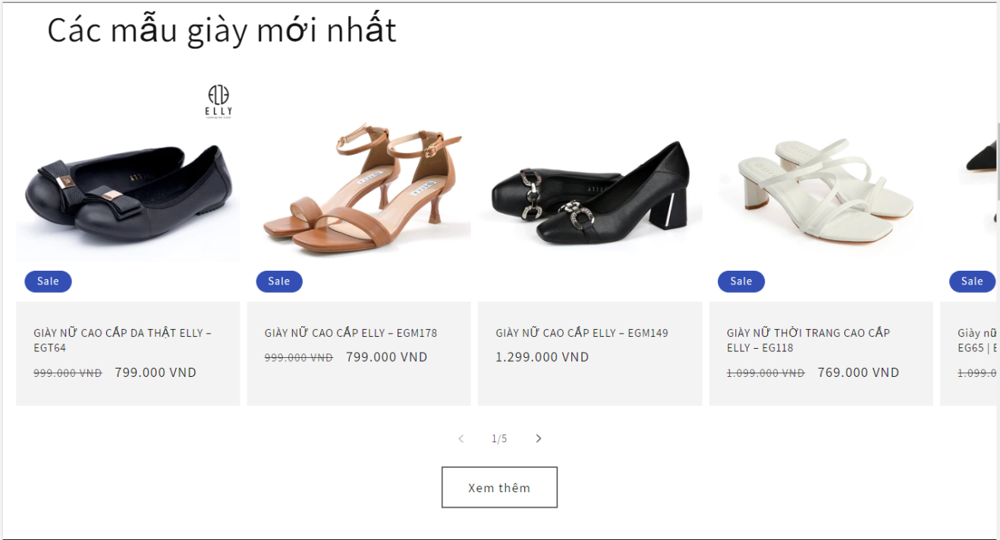 Các mẫu giày mới nhất
ELLY
Sale
Sale
Sale
Sale
GIÀY NỮ CAO CẤP DA THẬT ELLY –
EGT64
999.000 VND 799.000 VND
GIÀY NỮ CAO CẤP ELLY – EGM178
999.000 VND 799.000 VND
GIÀY NỮ CAO CẤP ELLY – EGM149
1.299.000 VND
GIÀY NỮ THỜI TRANG CAO CẤP
ELLY – EG118
1.099.000 VND 769.000 VND
Giày nữ
EG65 |
1.099.0
1/5
Xem thêm